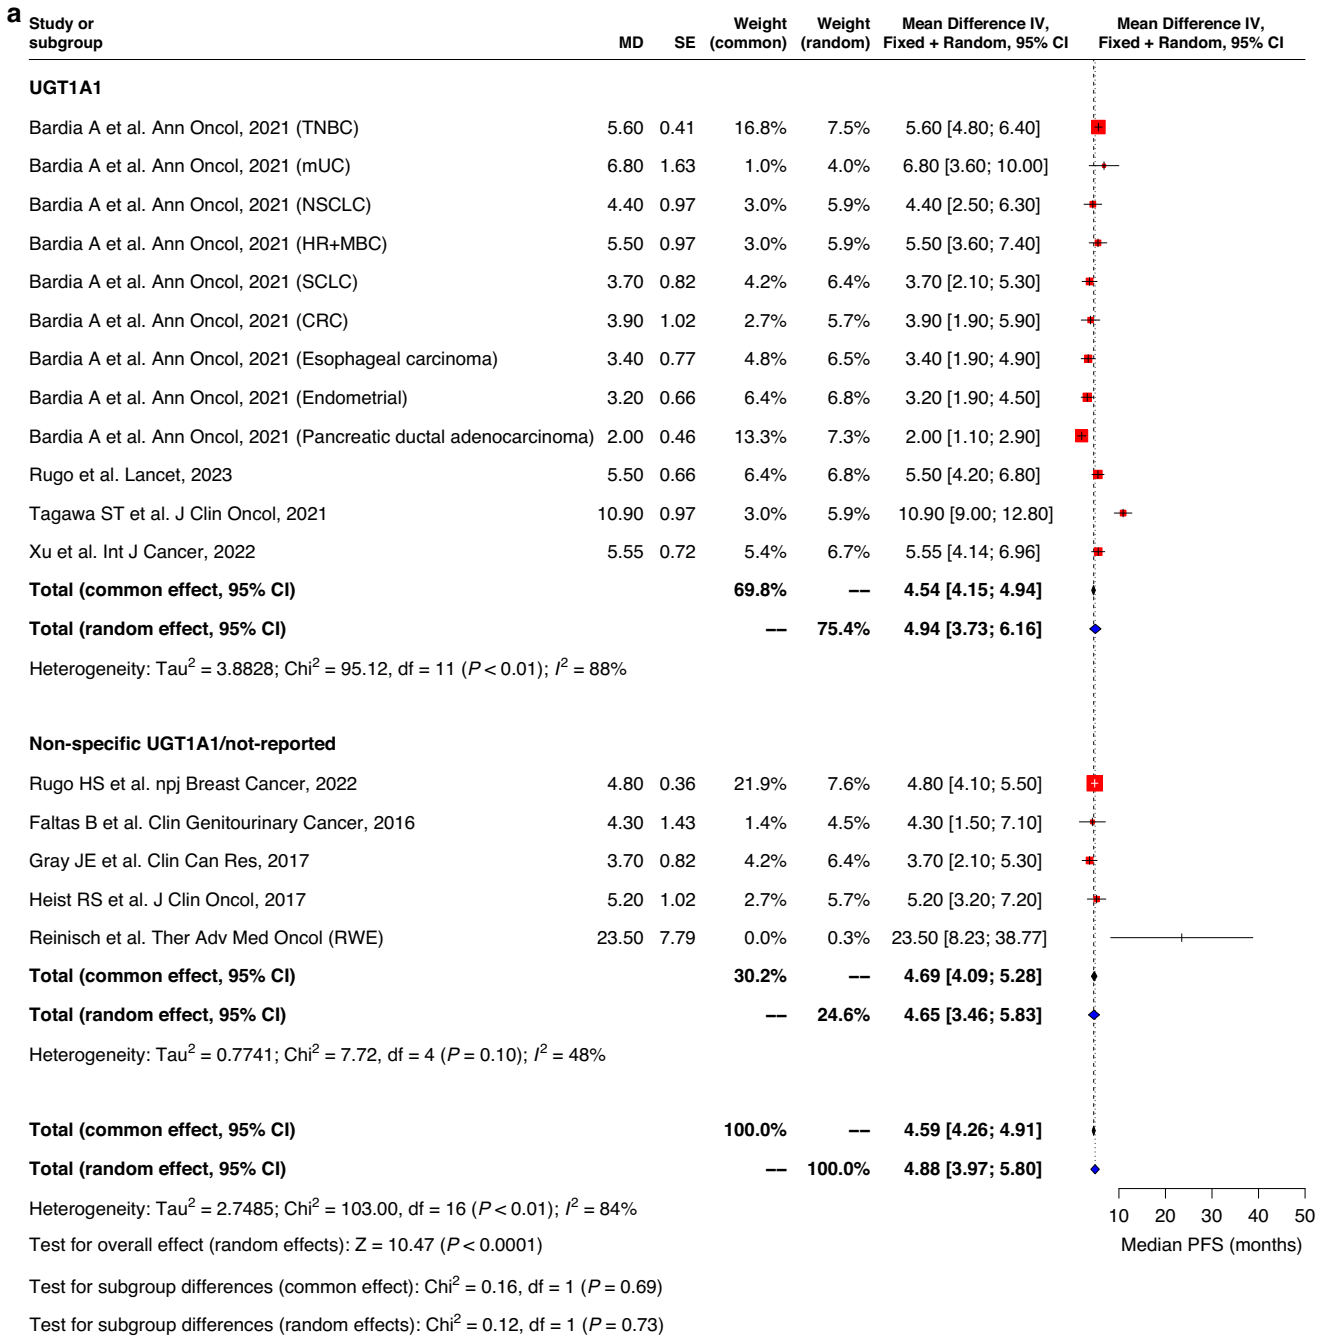 a
Study or subgroup MD SE Weight (common) Weight (random) Mean Difference IV, Fixed + Random, 95% CI Mean Difference IV, Fixed + Random, 95% CI
UGT1A1
Bardia A et al. Ann Oncol, 2021 (TNBC) 5.60 0.41 16.8% 7.5% 5.60 [4.80; 6.40]
Bardia A et al. Ann Oncol, 2021 (mUC) 6.80 1.63 1.0% 4.0% 6.80 [3.60; 10.00]
Bardia A et al. Ann Oncol, 2021 (NSCLC) 4.40 0.97 3.0% 5.9% 4.40 [2.50; 6.30]
Bardia A et al. Ann Oncol, 2021 (HR+MBC) 5.50 0.97 3.0% 5.9% 5.50 [3.60; 7.40]
Bardia A et al. Ann Oncol, 2021 (SCLC) 3.70 0.82 4.2% 6.4% 3.70 [2.10; 5.30]
Bardia A et al. Ann Oncol, 2021 (CRC) 3.90 1.02 2.7% 5.7% 3.90 [1.90; 5.90]
Bardia A et al. Ann Oncol, 2021 (Esophageal carcinoma) 3.40 0.77 4.8% 6.5% 3.40 [1.90; 4.90]
Bardia A et al. Ann Oncol, 2021 (Endometrial) 3.20 0.66 6.4% 6.8% 3.20 [1.90; 4.50]
Bardia A et al. Ann Oncol, 2021 (Pancreatic ductal adenocarcinoma) 2.00 0.46 13.3% 7.3% 2.00 [1.10; 2.90]
Rugo et al. Lancet, 2023 5.50 0.66 6.4% 6.8% 5.50 [4.20; 6.80]
Tagawa ST et al. J Clin Oncol, 2021 10.90 0.97 3.0% 5.9% 10.90 [9.00; 12.80]
Xu et al. Int J Cancer, 2022 5.55 0.72 5.4% 6.7% 5.55 [4.14; 6.96]
Total (common effect, 95% CI) 69.8% −− 4.54 [4.15; 4.94]
Total (random effect, 95% CI) −− 75.4% 4.94 [3.73; 6.16]
Heterogeneity: Tau² = 3.8828; Chi² = 95.12, df = 11 (P < 0.01); I² = 88%
Non-specific UGT1A1/not-reported
Rugo HS et al. npj Breast Cancer, 2022 4.80 0.36 21.9% 7.6% 4.80 [4.10; 5.50]
Faltas B et al. Clin Genitourinary Cancer, 2016 4.30 1.43 1.4% 4.5% 4.30 [1.50; 7.10]
Gray JE et al. Clin Can Res, 2017 3.70 0.82 4.2% 6.4% 3.70 [2.10; 5.30]
Heist RS et al. J Clin Oncol, 2017 5.20 1.02 2.7% 5.7% 5.20 [3.20; 7.20]
Reinisch et al. Ther Adv Med Oncol (RWE) 23.50 7.79 0.0% 0.3% 23.50 [8.23; 38.77]
Total (common effect, 95% CI) 30.2% −− 4.69 [4.09; 5.28]
Total (random effect, 95% CI) −− 24.6% 4.65 [3.46; 5.83]
Heterogeneity: Tau² = 0.7741; Chi² = 7.72, df = 4 (P = 0.10); I² = 48%
Total (common effect, 95% CI) 100.0% −− 4.59 [4.26; 4.91]
Total (random effect, 95% CI) −− 100.0% 4.88 [3.97; 5.80]
Heterogeneity: Tau² = 2.7485; Chi² = 103.00, df = 16 (P < 0.01); I² = 84%
10 20 30 40 50
Test for overall effect (random effects): Z = 10.47 (P < 0.0001)
Median PFS (months)
Test for subgroup differences (common effect): Chi² = 0.16, df = 1 (P = 0.69)
Test for subgroup differences (random effects): Chi² = 0.12, df = 1 (P = 0.73)